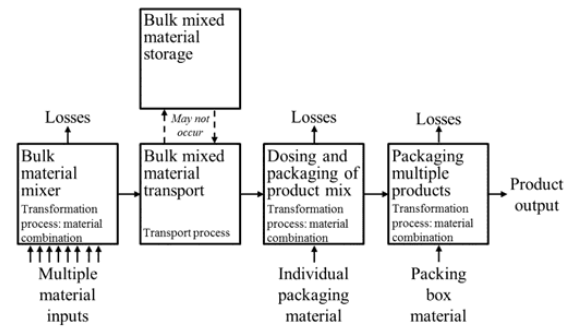 Bulk mixed
material
storage
Losses
May not
occur
Losses
Losses
Bulk
material
mixer
Transformation
process: material
combination
Bulk mixed
material
transport
Transport process
Dosing and
packaging of
product mix
Transformation
process: material
combination
Packaging
multiple
products
Transformation
process: material
combination
Product
output
Multiple
material
inputs
Individual
packaging
material
Packing
box
material